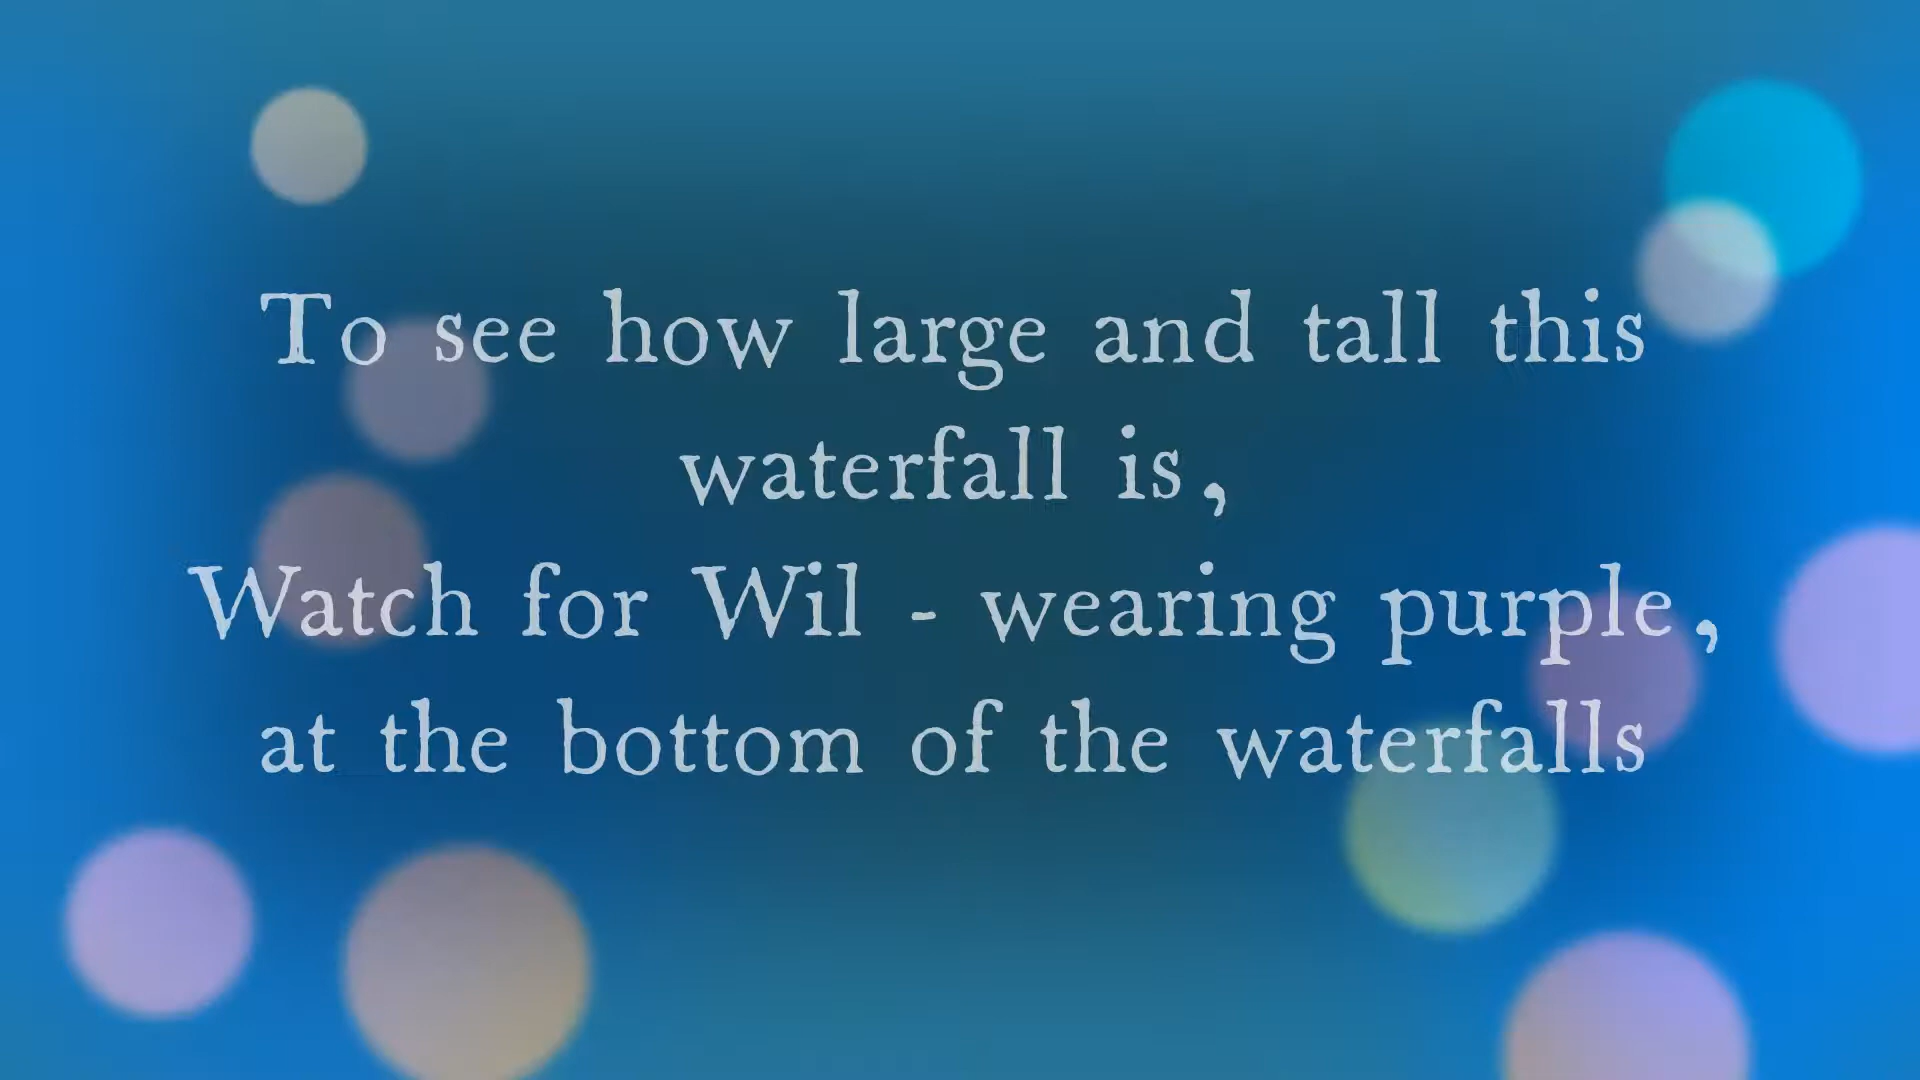 To see how large and tall this
waterfall is,
Watch for Wil - wearing purple,
at the bottom of the waterfalls